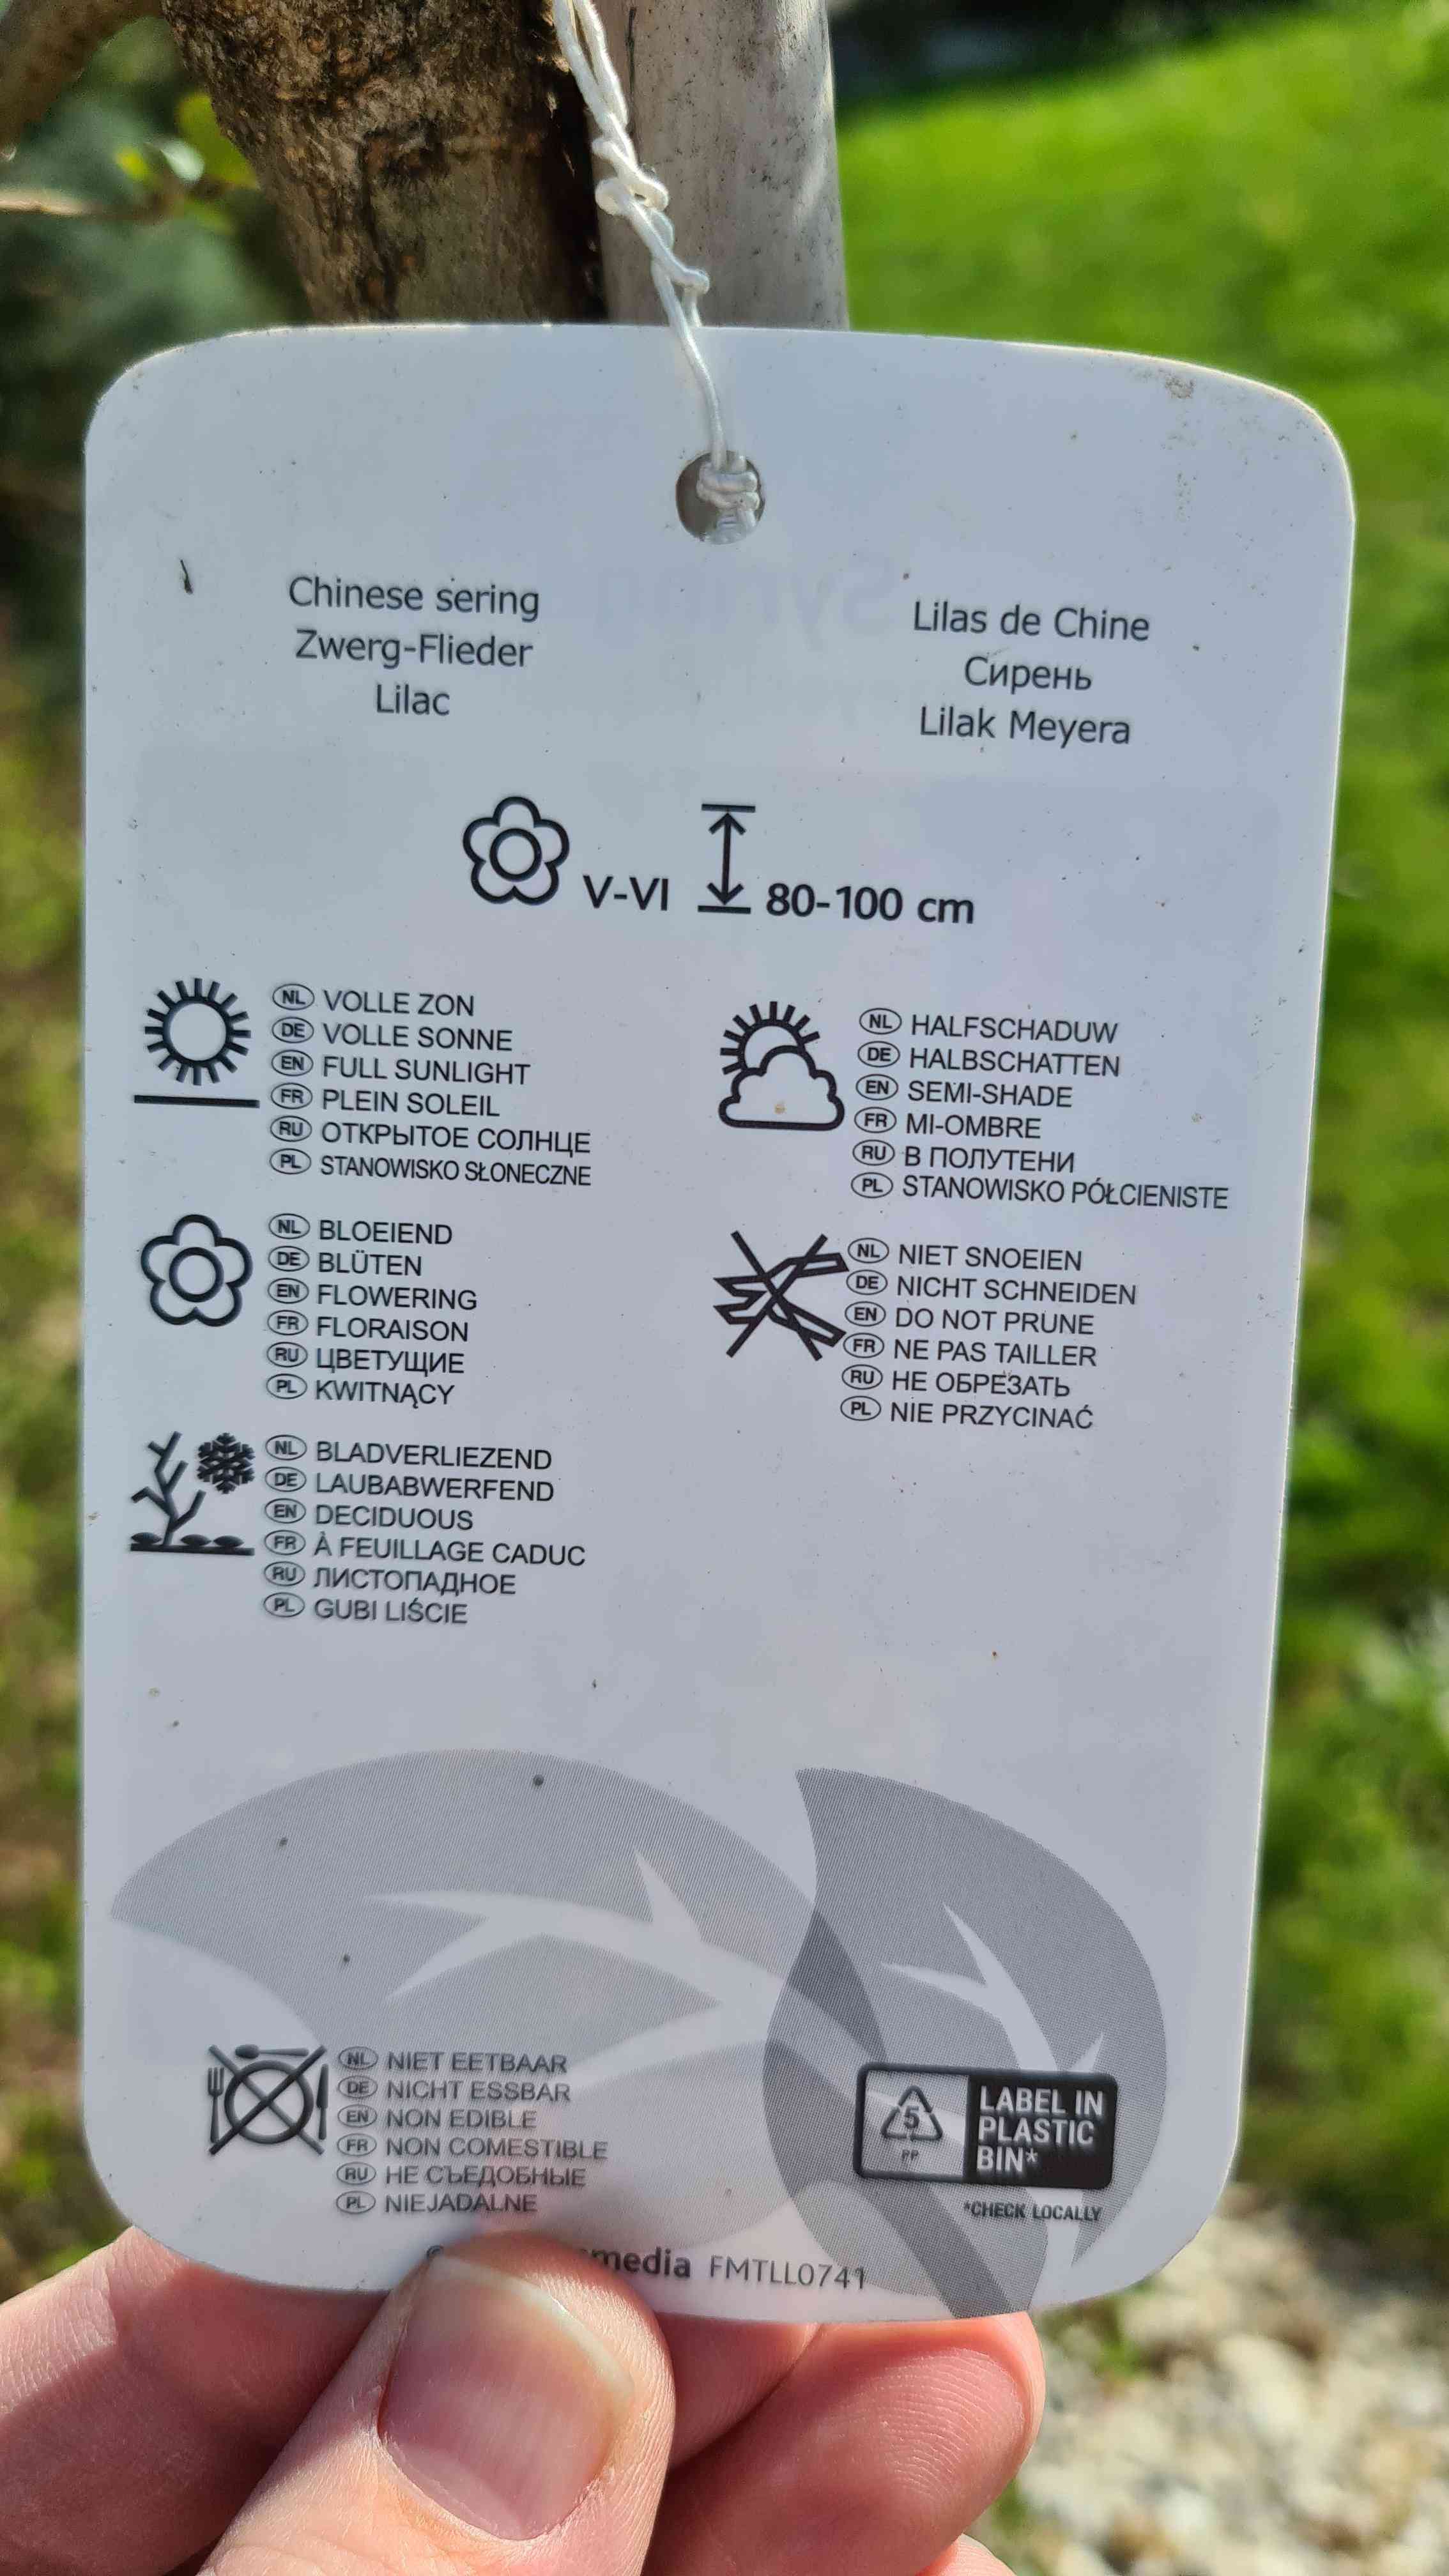 Chinese sering
Zwerg-Flieder
Lilac
Lilas de Chine
Сирень
Lilak Meyera
V-VI 80-100 cm
NL VOLLE ZON
DE VOLLE SONNE
EN FULL SUNLIGHT
FR PLEIN SOLEIL
RU ОТКРЫТОЕ СОЛНЦЕ
PL STANOWISKO SŁONECZNE
NL HALFSCHADUW
DE HALBSCHATTEN
EN SEMI-SHADE
FR MI-OMBRE
RU В ПОЛУТЕНИ
PL STANOWISKO PÓŁCIENISTE
NL BLOEIEND
DE BLÜTEN
EN FLOWERING
FR FLORAISON
RU ЦВЕТУЩИЕ
PL KWITNĄCY
NL NIET SNOEIEN
DE NICHT SCHNEIDEN
EN DO NOT PRUNE
FR NE PAS TAILLER
RU НЕ ОБРЕЗАТЬ
PL NIE PRZYCINAĆ
NL BLADVERLIEZEND
DE LAUBABWERFEND
EN DECIDUOUS
FR À FEUILLAGE CADUC
RU ЛИСТОПАДНОЕ
PL GUBI LIŚCIE
NL NIET EETBAAR
DE NICHT ESSBAR
EN NON EDIBLE
FR NON COMESTIBLE
RU НЕ СЪЕДОБНЫЕ
PL NIEJADALNE
5
PP
LABEL IN
PLASTIC
BIN*
*CHECK LOCALLY
media FMTLL0741